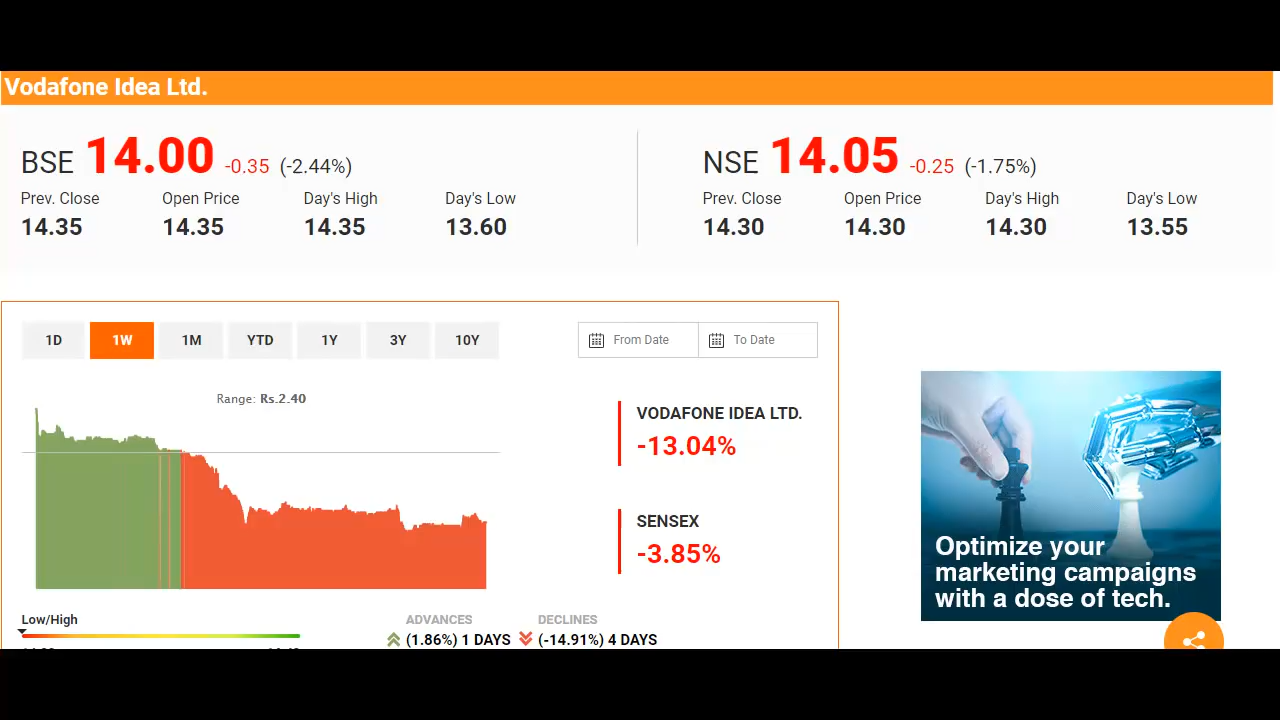 Vodafone Idea Ltd.
BSE 14.00 -0.35 (-2.44%)
Prev. Close Open Price Day's High Day's Low
14.35 14.35 14.35 13.60
NSE 14.05 -0.25 (-1.75%)
Prev. Close Open Price Day's High Day's Low
14.30 14.30 14.30 13.55
1D 1W 1M YTD 1Y 3Y 10Y
From Date To Date
Range: Rs.2.40
VODAFONE IDEA LTD.
-13.04%
SENSEX
-3.85%
Low/High
ADVANCES DECLINES
(1.86%) 1 DAYS (-14.91%) 4 DAYS
Optimize your
marketing campaigns
with a dose of tech.